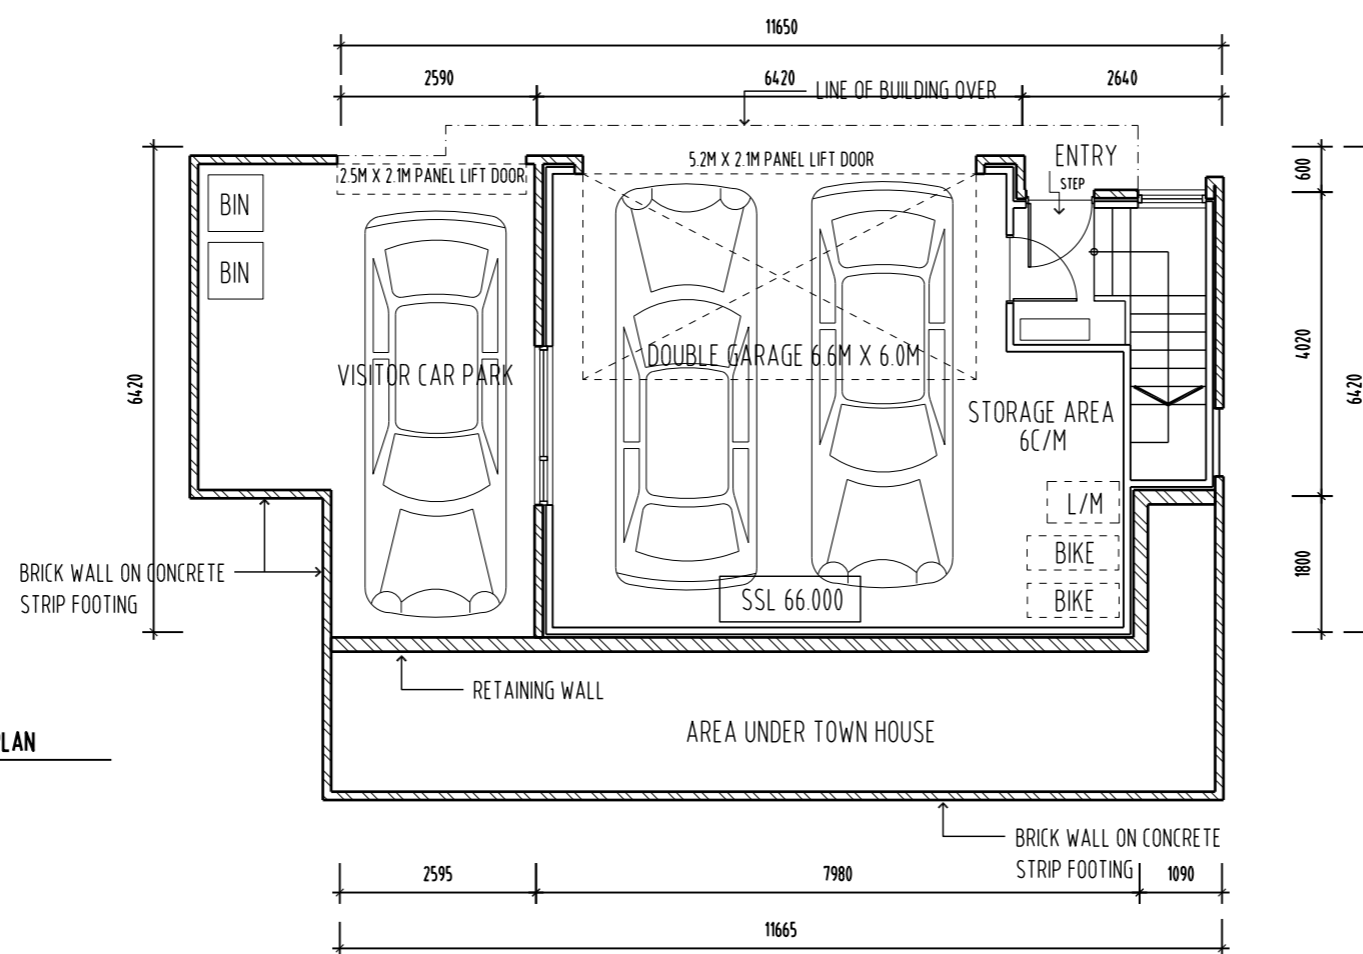 11650
2590
6420
2640
LINE OF BUILDING OVER
5.2M X 2.1M PANEL LIFT DOOR
ENTRY
STEP
2.5M X 2.1M PANEL LIFT DOOR
BIN
BIN
600
4020
6420
6420
1800
VISITOR CAR PARK
DOUBLE GARAGE 6.6M X 6.0M
STORAGE AREA
6C/M
L/M
BIKE
BIKE
SSL 66.000
BRICK WALL ON CONCRETE
STRIP FOOTING
RETAINING WALL
AREA UNDER TOWN HOUSE
LAN
BRICK WALL ON CONCRETE
STRIP FOOTING
2595
7980
1090
11665